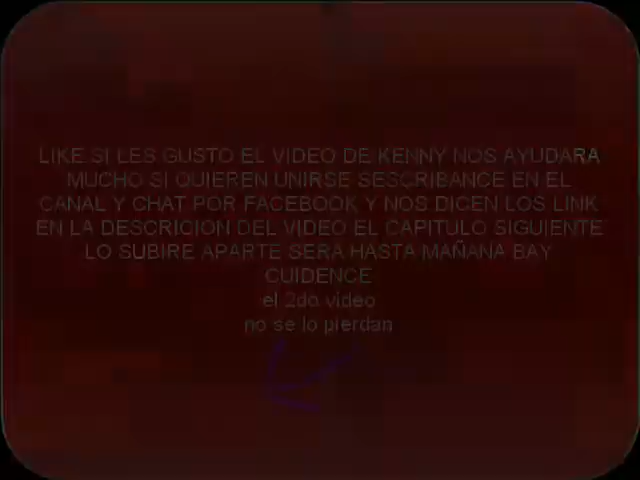 LIKE SI LES GUSTO EL VIDEO DE KENNY NOS AYUDARA
MUCHO SI QUIEREN UNIRSE SESCRIBANCE EN EL
CANAL Y CHAT POR FACEBOOK Y NOS DICEN LOS LINK
EN LA DESCRICION DEL VIDEO EL CAPITULO SIGUIENTE
LO SUBIRE APARTE SERA HASTA MAÑANA BAY
CUIDENCE
el 2do video
no se lo pierdan